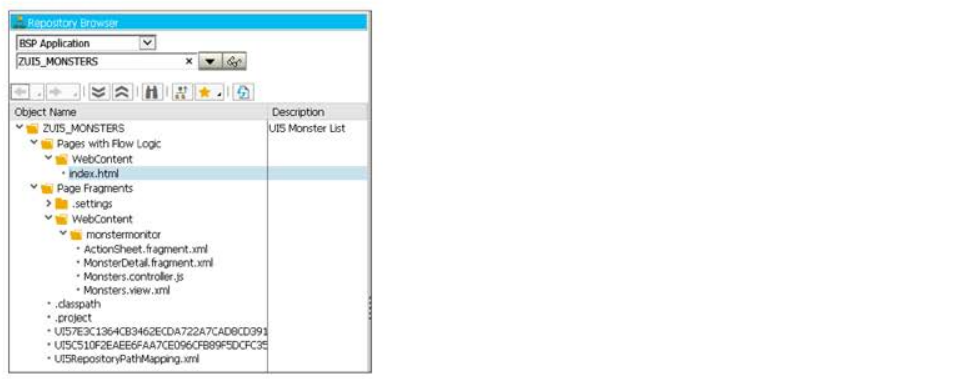 Repository Browser
BSP Application
ZUI5_MONSTERS
Object Name Description
ZUI5_MONSTERS UI5 Monster List
Pages with Flow Logic
WebContent
index.html
Page Fragments
.settings
WebContent
monstermonitor
ActionSheet.fragment.xml
MonsterDetail.fragment.xml
Monsters.controller.js
Monsters.view.xml
.classpath
.project
UI57E3C1364CB3462ECDA722A7CAD8CD391
UI5C510F2EAEE6FAA7CE096CFB89F5DCFC35
UI5RepositoryPathMapping.xml